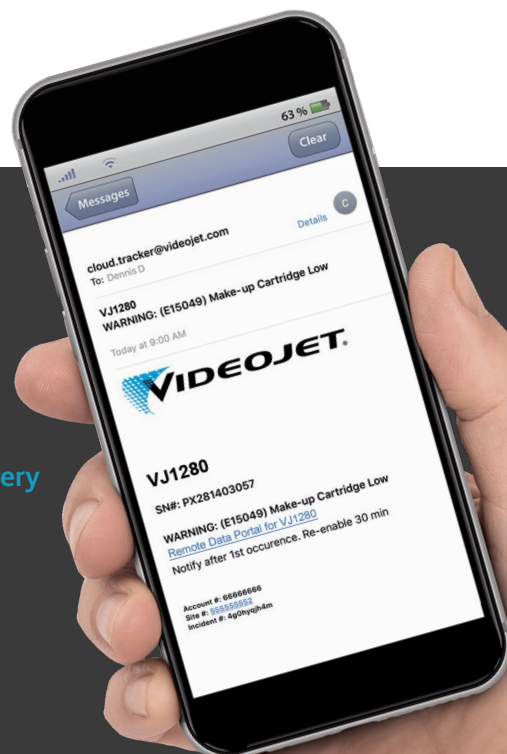 63 %
Messages
Clear
cloud.tracker@videojet.com
To: Dennis D
Details
C
VJ1280
WARNING: (E15049) Make-up Cartridge Low
Today at 9:00 AM
VIDEOJET.
VJ1280
SN#: PX281403057
WARNING: (E15049) Make-up Cartridge Low
Remote Data Portal for VJ1280
Notify after 1st occurence. Re-enable 30 min
Account #: 66666666
Site #: 555555552
Incident #: 4g0hyqjh4m
ery